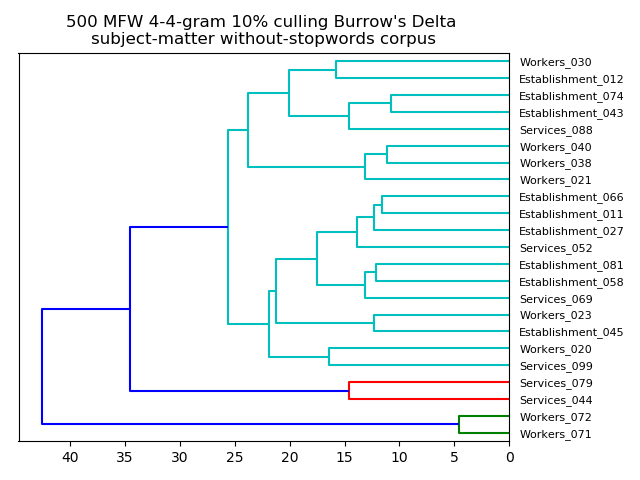 500 MFW 4-4-gram 10% culling Burrow's Delta
subject-matter without-stopwords corpus
Workers_030
Establishment_012
Establishment_074
Establishment_043
Services_088
Workers_040
Workers_038
Workers_021
Establishment_066
Establishment_011
Establishment_027
Services_052
Establishment_081
Establishment_058
Services_069
Workers_023
Establishment_045
Workers_020
Services_099
Services_079
Services_044
Workers_072
Workers_071
40 35 30 25 20 15 10 5 0